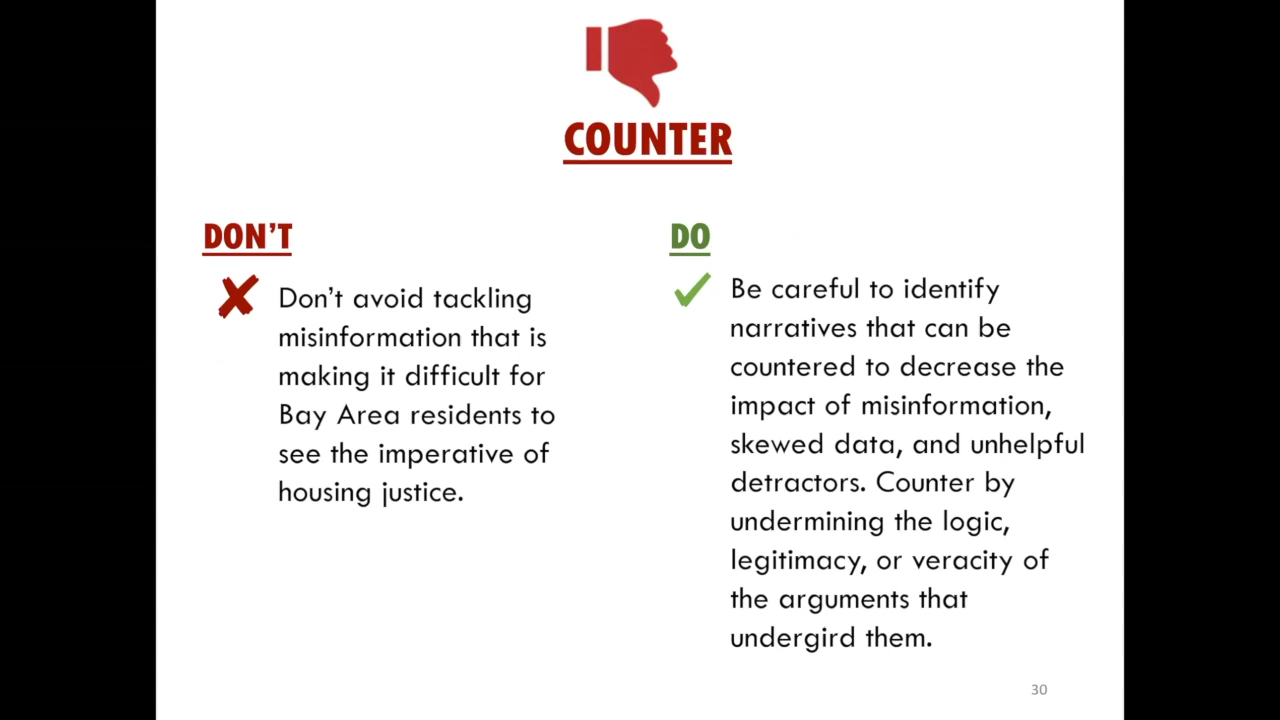 COUNTER
DON’T
Don’t avoid tackling
misinformation that is
making it difficult for
Bay Area residents to
see the imperative of
housing justice.
DO
Be careful to identify
narratives that can be
countered to decrease the
impact of misinformation,
skewed data, and unhelpful
detractors. Counter by
undermining the logic,
legitimacy, or veracity of
the arguments that
undergird them.
30